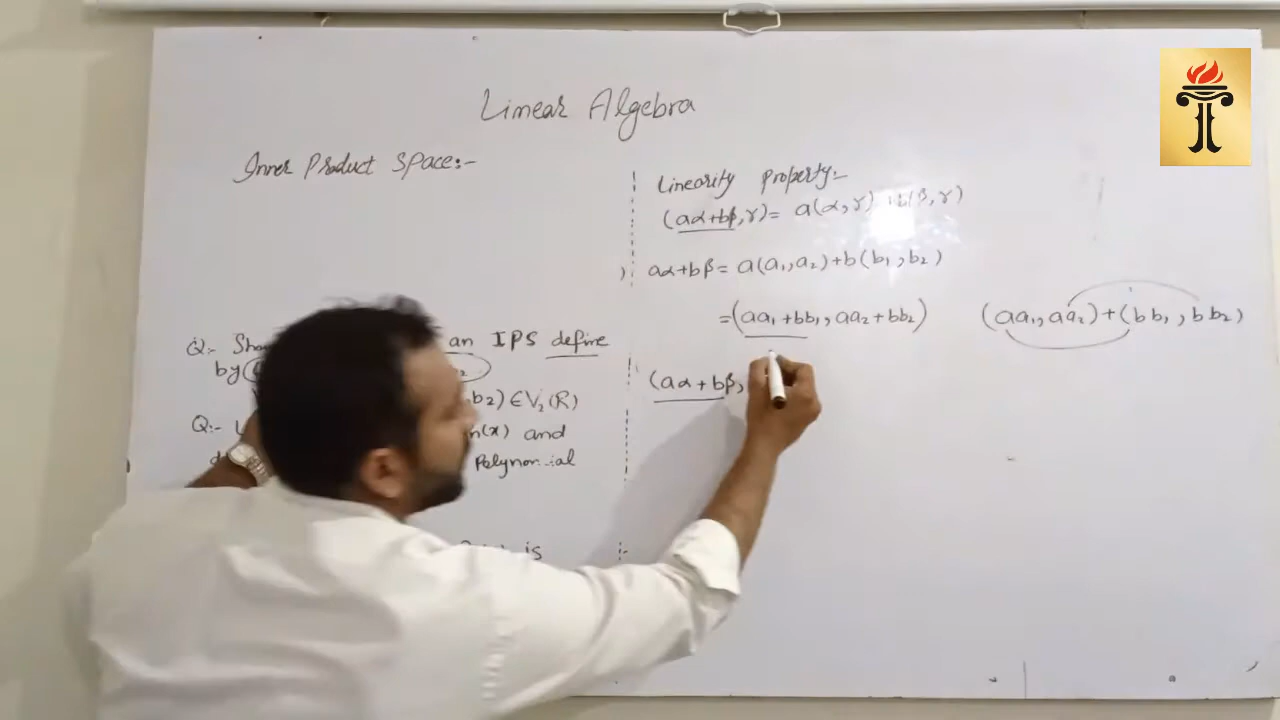 Linear Algebra
Inner Product Space:-
Q:- an IPS define
by
b2) ∈ V₂(R)
Q:- (x) and
Polynomial
is
Linearity property:-
(aα+bβ,γ)= a(α,γ) (β,γ)
aα+bβ = a(a₁,a₂)+b(b₁,b₂)
=(aa₁+bb₁,aa₂+bb₂) (aa₁,aa₂)+(bb₁,bb₂)
(aα+bβ,